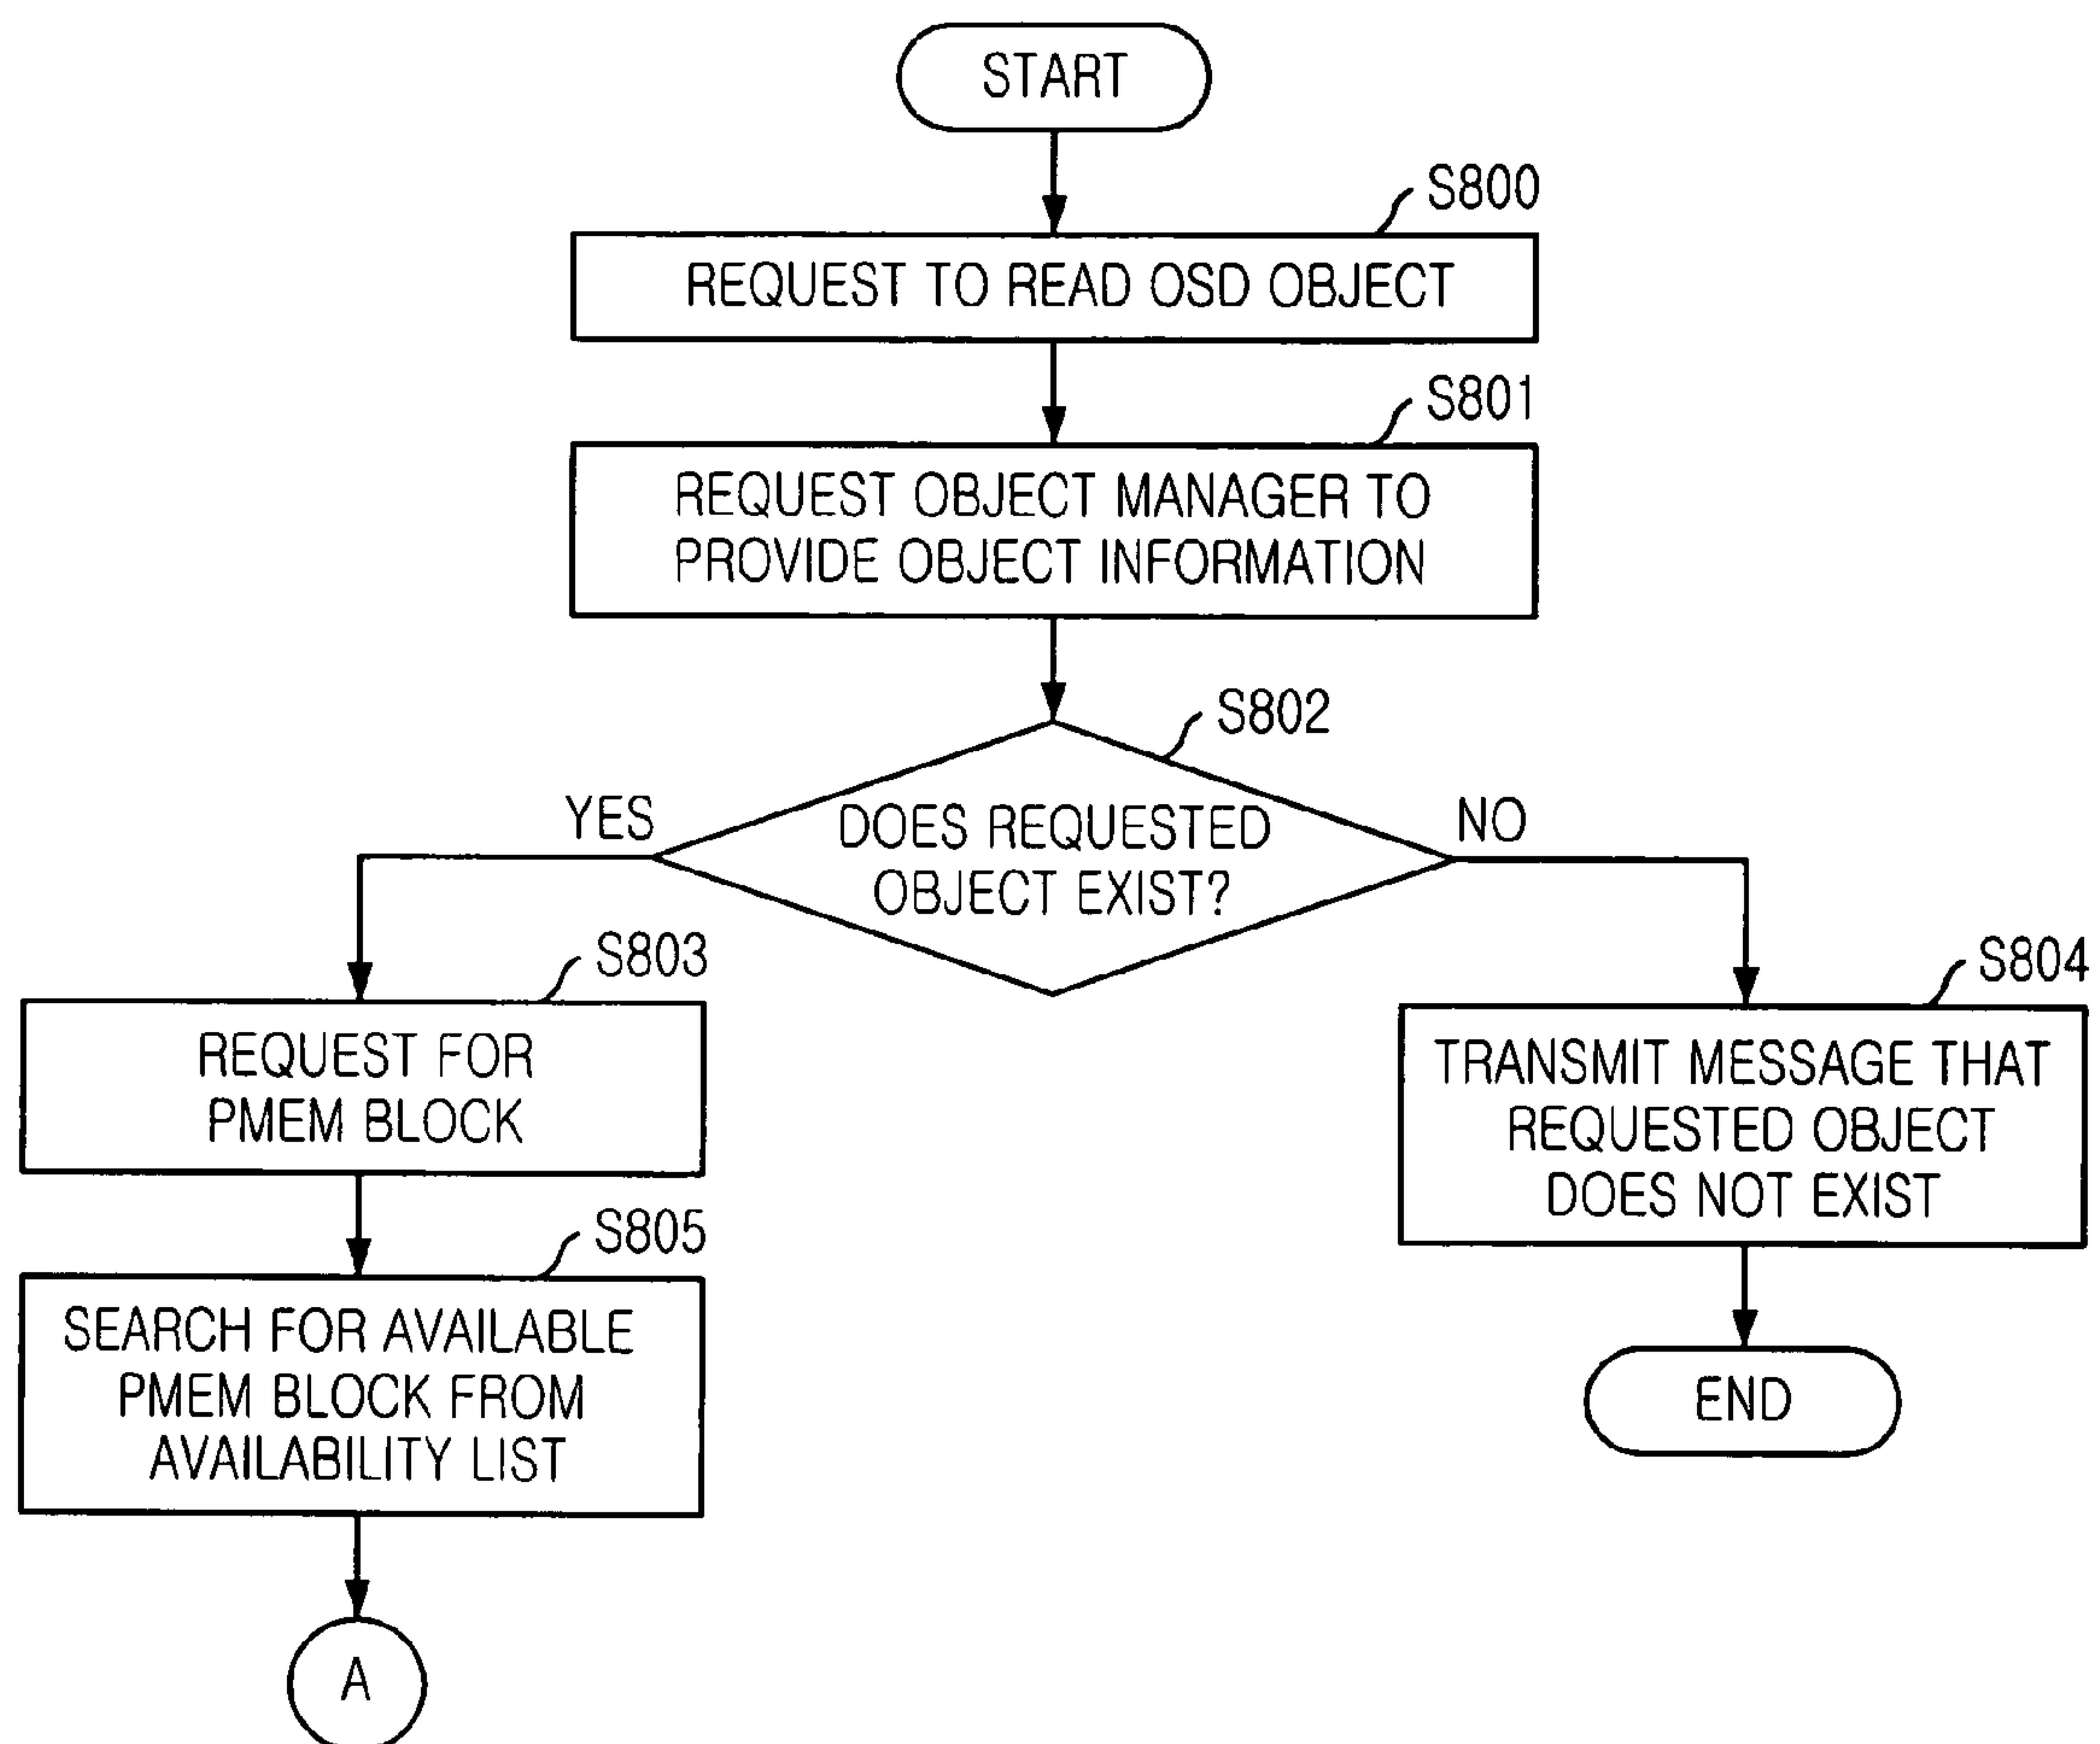 START
S800
REQUEST TO READ OSD OBJECT
S801
REQUEST OBJECT MANAGER TO
PROVIDE OBJECT INFORMATION
S802
YES
DOES REQUESTED
OBJECT EXIST?
NO
S803
REQUEST FOR
PMEM BLOCK
S804
TRANSMIT MESSAGE THAT
REQUESTED OBJECT
DOES NOT EXIST
S805
SEARCH FOR AVAILABLE
PMEM BLOCK FROM
AVAILABILITY LIST
END
A